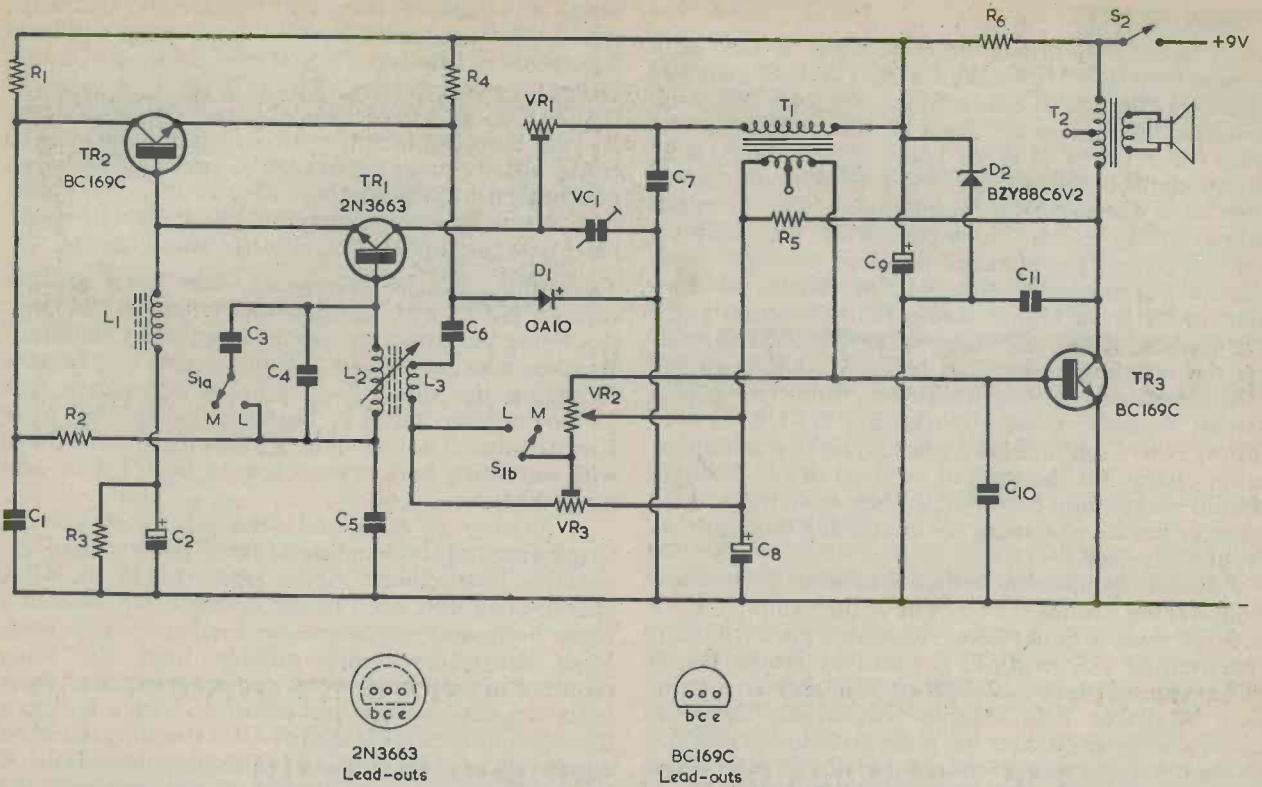 R6
S2
+9V
R1
R4
VR1
T1
T2
TR2
BC169C
TR1
2N3663
C7
D2
BZY88C6V2
VC1
R5
C9
C11
L1
D1
OA10
C3
C6
S1a
C4
L2
L3
TR3
BC169C
M
L
VR2
L
M
R2
S1b
C10
C1
R3
C2
C5
VR3
C8
+
+
+
+
–
b c e
b c e
2N3663
Lead-outs
BC169C
Lead-outs